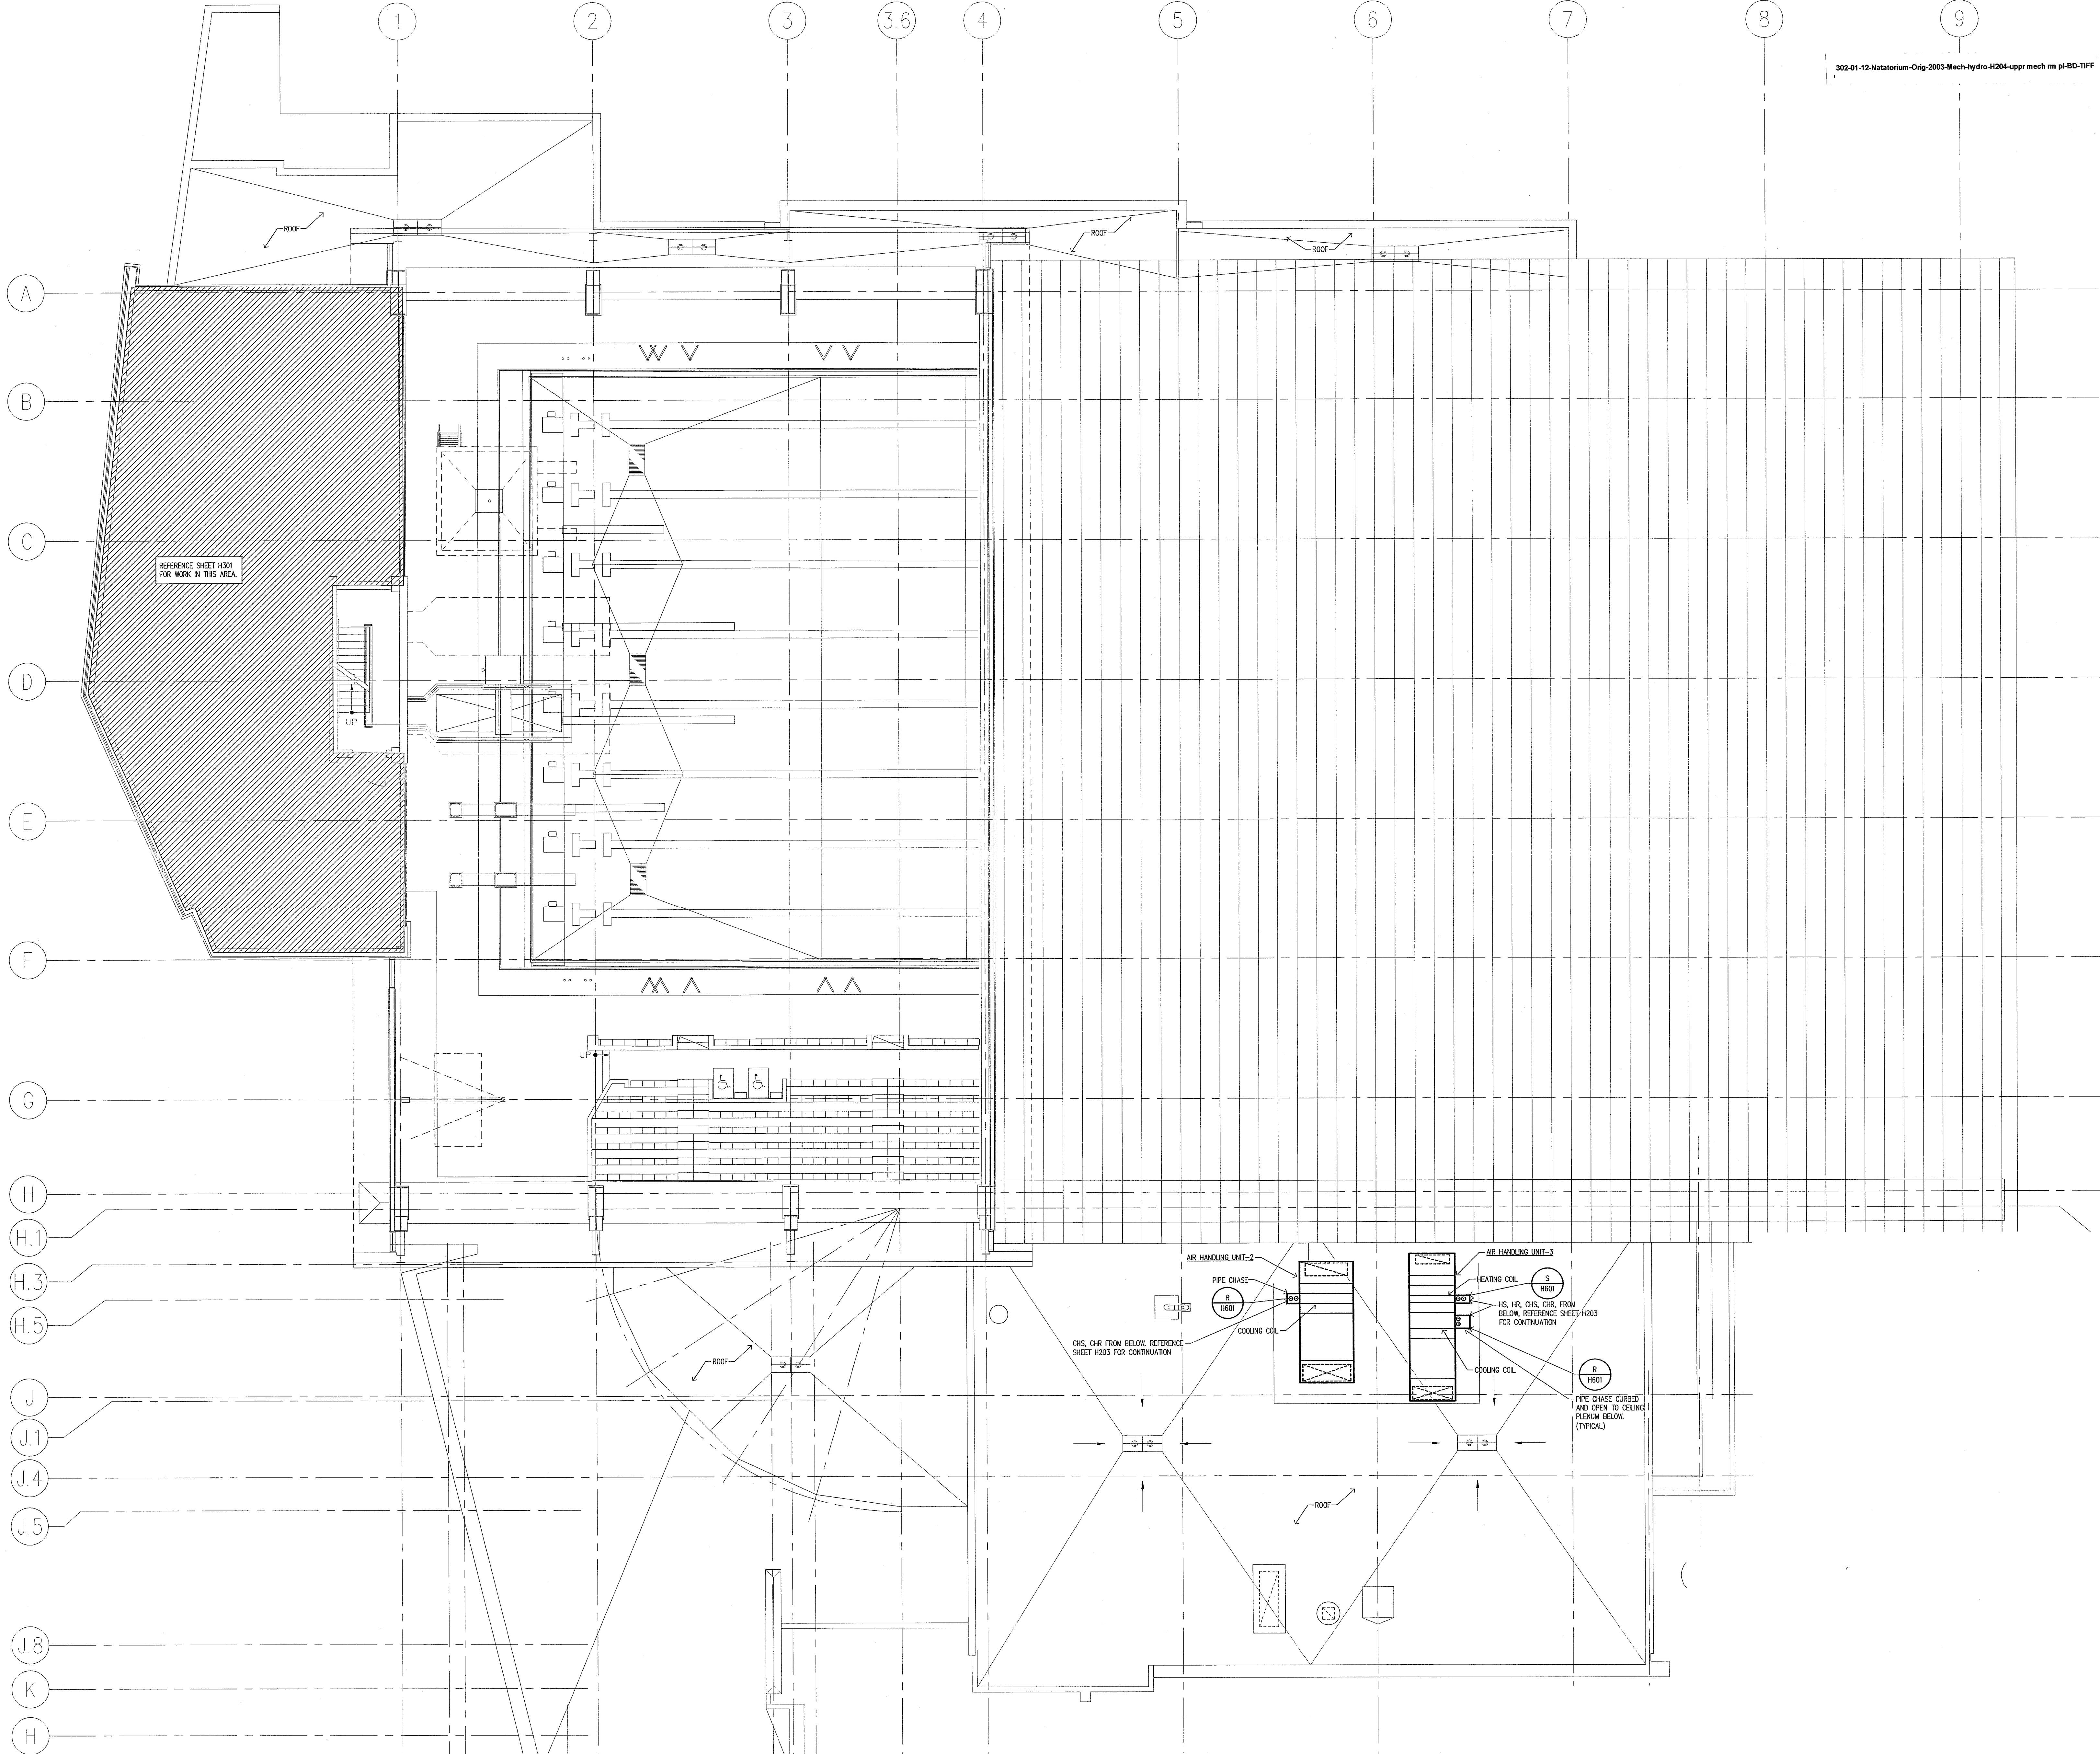 1 2 3 3.6 4 5 6 7 8 9
302-01-12-Natatorium-Orig-2003-Mech-hydro-H204-uppr mech rm pl-BD-TIFF
ROOF
ROOF
ROOF
A
B
C
REFERENCE SHEET H301
FOR WORK IN THIS AREA.
D
UP
E
F
UP
G
H
H.1
H.3
H.5
J
J.1
J.4
J.5
J.8
K
H
AIR HANDLING UNIT-2
PIPE CHASE
R
H601
COOLING COIL
CHS, CHR FROM BELOW. REFERENCE
SHEET H203 FOR CONTINUATION
AIR HANDLING UNIT-3
HEATING COIL
S
H601
HS, HR, CHS, CHR, FROM
BELOW, REFERENCE SHEET H203
FOR CONTINUATION
COOLING COIL
R
H601
PIPE CHASE CURBED
AND OPEN TO CEILING
PLENUM BELOW.
(TYPICAL)
ROOF
ROOF